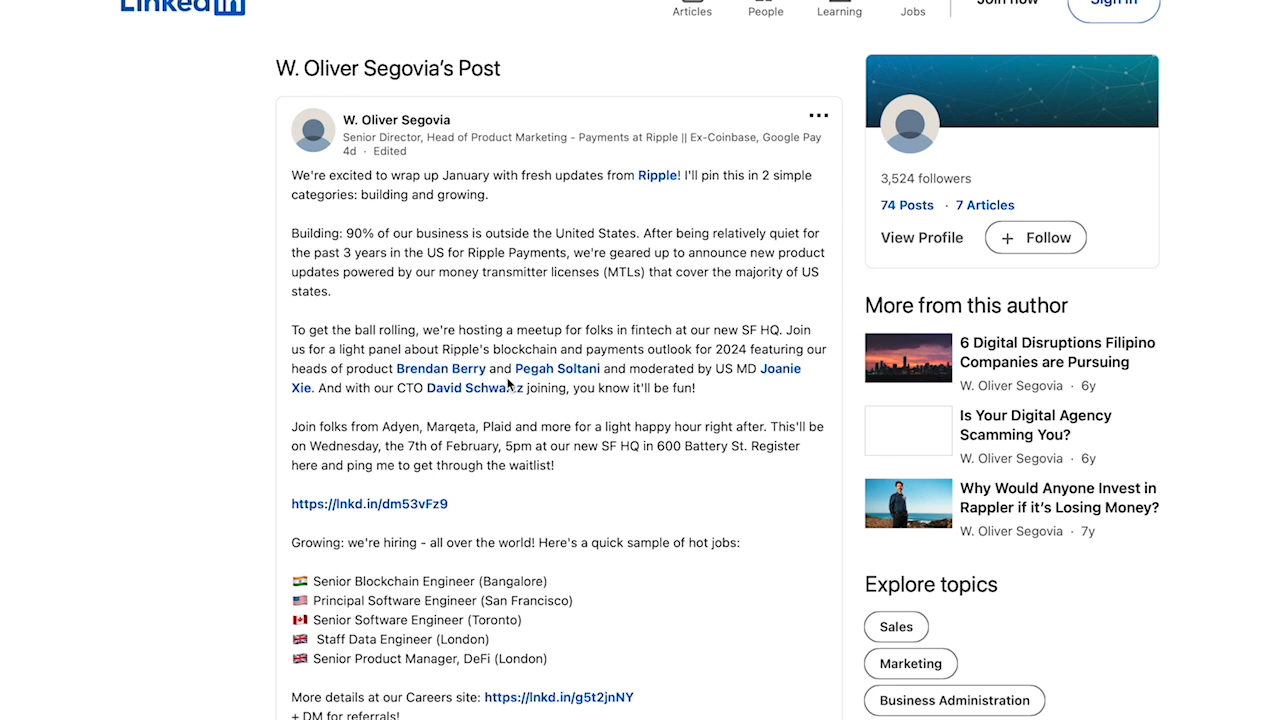 Linkedin
Articles
People
Learning
Jobs
Join now
Sign in
W. Oliver Segovia’s Post
W. Oliver Segovia
Senior Director, Head of Product Marketing - Payments at Ripple || Ex-Coinbase, Google Pay
4d · Edited
We're excited to wrap up January with fresh updates from Ripple! I'll pin this in 2 simple
categories: building and growing.
Building: 90% of our business is outside the United States. After being relatively quiet for
the past 3 years in the US for Ripple Payments, we're geared up to announce new product
updates powered by our money transmitter licenses (MTLs) that cover the majority of US
states.
To get the ball rolling, we're hosting a meetup for folks in fintech at our new SF HQ. Join
us for a light panel about Ripple's blockchain and payments outlook for 2024 featuring our
heads of product Brendan Berry and Pegah Soltani and moderated by US MD Joanie
Xie. And with our CTO David Schwartz joining, you know it'll be fun!
Join folks from Adyen, Marqeta, Plaid and more for a light happy hour right after. This'll be
on Wednesday, the 7th of February, 5pm at our new SF HQ in 600 Battery St. Register
here and ping me to get through the waitlist!
https://lnkd.in/dm53vFz9
Growing: we're hiring - all over the world! Here's a quick sample of hot jobs:
Senior Blockchain Engineer (Bangalore)
Principal Software Engineer (San Francisco)
Senior Software Engineer (Toronto)
Staff Data Engineer (London)
Senior Product Manager, DeFi (London)
More details at our Careers site: https://lnkd.in/g5t2jnNY
+ DM for referrals!
3,524 followers
74 Posts · 7 Articles
View Profile
+ Follow
More from this author
6 Digital Disruptions Filipino
Companies are Pursuing
W. Oliver Segovia · 6y
Is Your Digital Agency
Scamming You?
W. Oliver Segovia · 6y
Why Would Anyone Invest in
Rappler if it’s Losing Money?
W. Oliver Segovia · 7y
Explore topics
Sales
Marketing
Business Administration